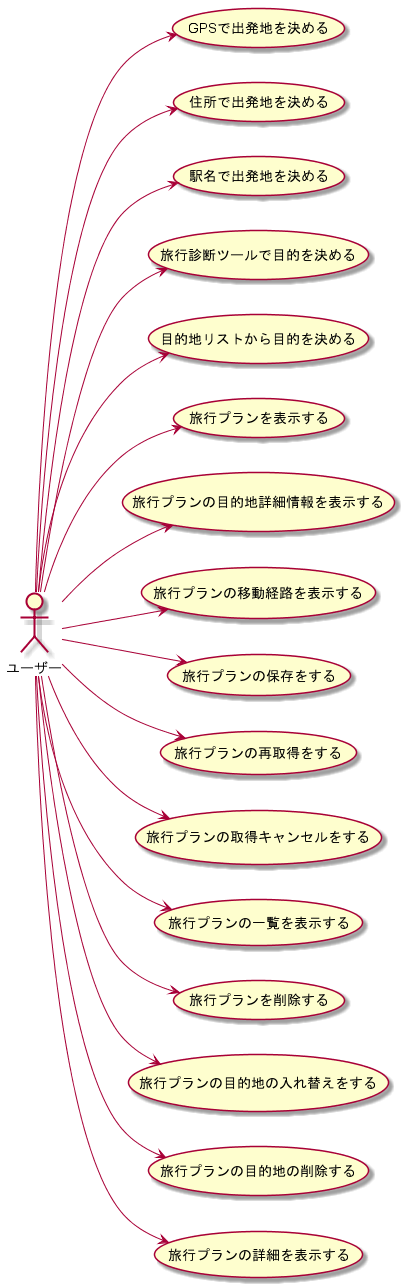 GPSで出発地を決める
住所で出発地を決める
駅名で出発地を決める
旅行診断ツールで目的を決める
目的地リストから目的を決める
旅行プランを表示する
旅行プランの目的地詳細情報を表示する
旅行プランの移動経路を表示する
ユーザー
旅行プランの保存をする
旅行プランの再取得をする
旅行プランの取得キャンセルをする
旅行プランの一覧を表示する
旅行プランを削除する
旅行プランの目的地の入れ替えをする
旅行プランの目的地の削除する
旅行プランの詳細を表示する